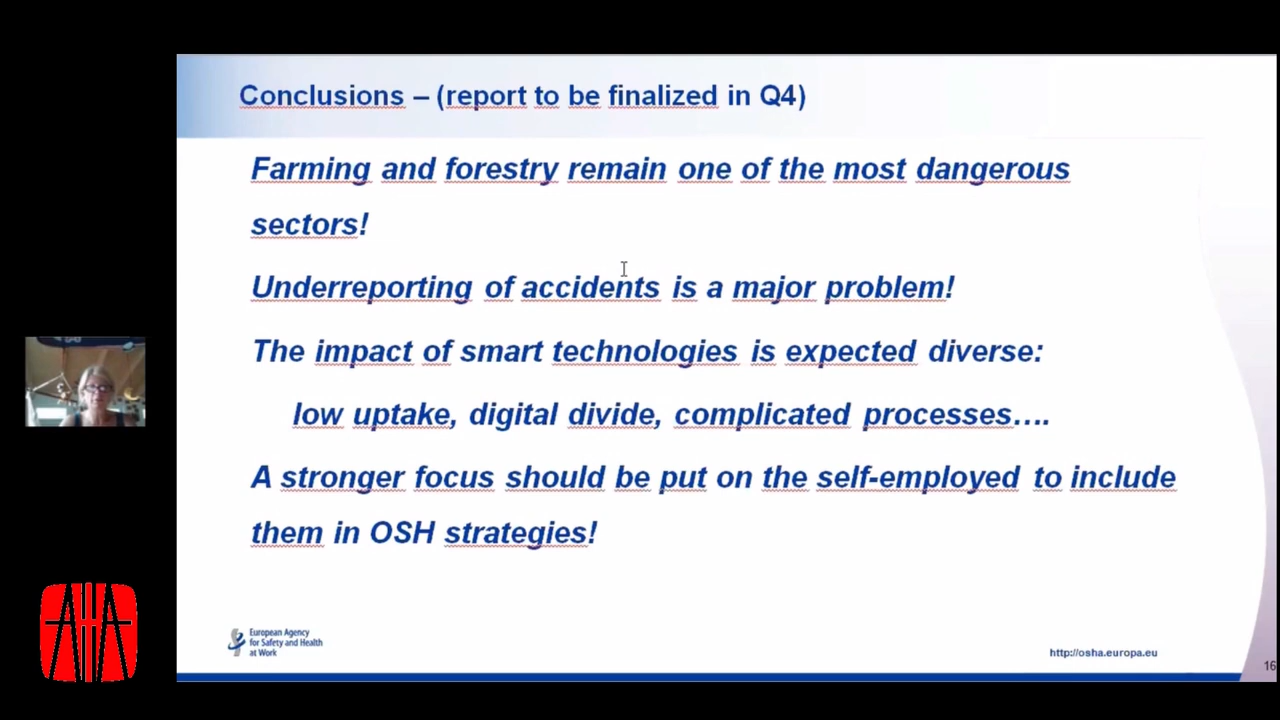 Conclusions – (report to be finalized in Q4)
Farming and forestry remain one of the most dangerous
sectors!
Underreporting of accidents is a major problem!
The impact of smart technologies is expected diverse:
low uptake, digital divide, complicated processes….
A stronger focus should be put on the self-employed to include
them in OSH strategies!
European Agency
for Safety and Health
at Work
http://osha.europa.eu
16